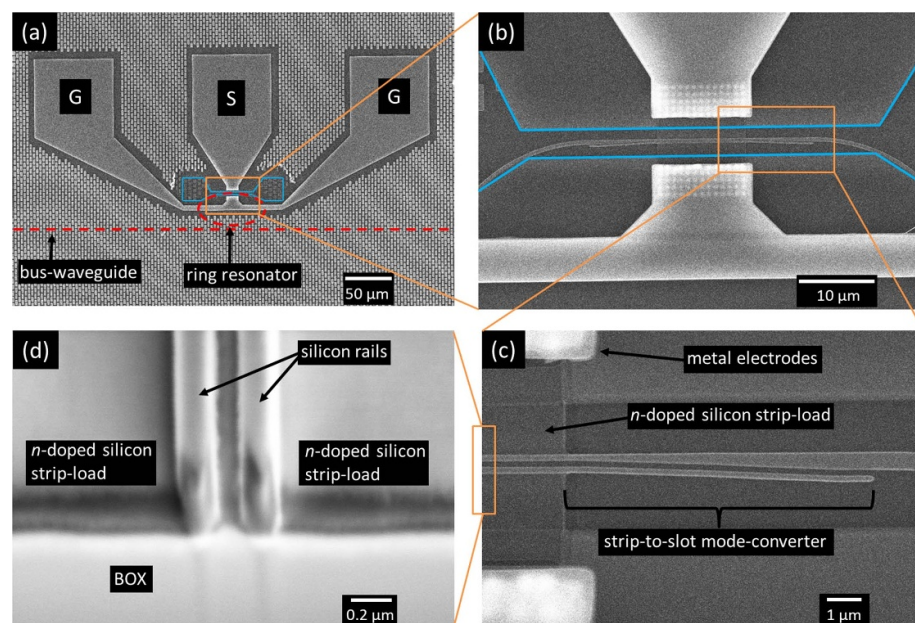 (a)
G
S
G
bus-waveguide
ring resonator
50 µm
(b)
10 µm
(d)
silicon rails
n-doped silicon
strip-load
n-doped silicon
strip-load
BOX
0.2 µm
(c)
metal electrodes
n-doped silicon strip-load
strip-to-slot mode-converter
1 µm